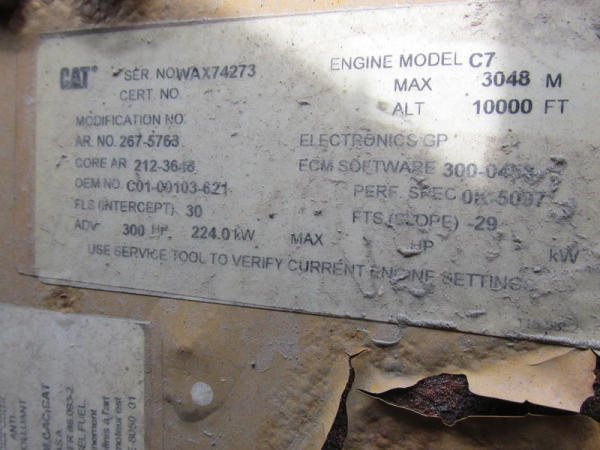 CAT SER. NO. WAX74273 ENGINE MODEL C7
CERT. NO. MAX 3048 M
ALT 10000 FT
MODIFICATION NO.
AR. NO. 267-5763 ELECTRONICS GP
CORE AR 212-36 ECM SOFTWARE
OEM NO. C01-00103-621 PERF. SPEC
FLS (INTERCEPT) 30 FTS (SLOPE) -29
ADV 300 HP 224.0 kW MAX HP kW
USE SERVICE TOOL TO VERIFY CURRENT ENGINE SETTINGS
ANTI